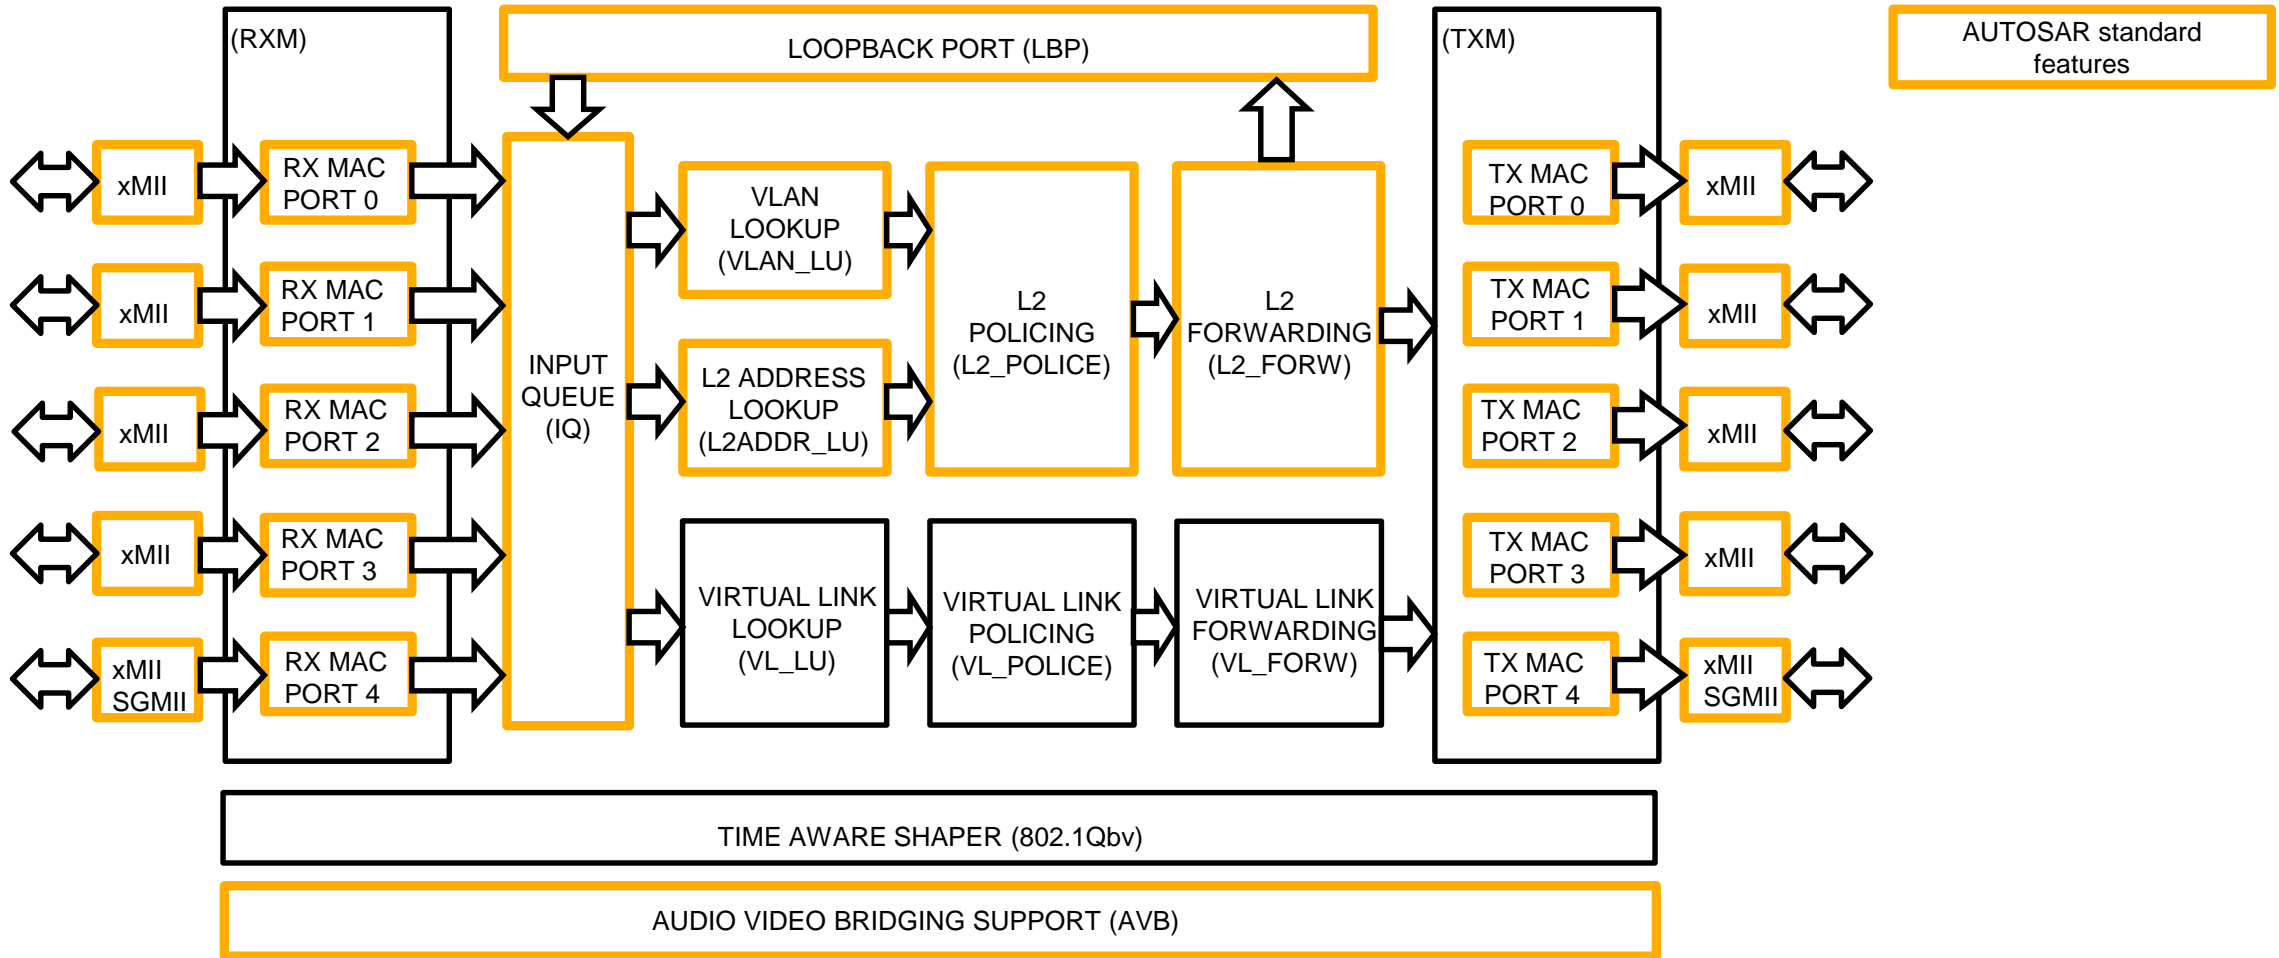 (RXM)
LOOPBACK PORT (LBP)
(TXM)
AUTOSAR standard
features
xMII
RX MAC
PORT 0
xMII
RX MAC
PORT 1
xMII
RX MAC
PORT 2
xMII
RX MAC
PORT 3
xMII
SGMII
RX MAC
PORT 4
INPUT
QUEUE
(IQ)
VLAN
LOOKUP
(VLAN_LU)
L2 ADDRESS
LOOKUP
(L2ADDR_LU)
L2
POLICING
(L2_POLICE)
L2
FORWARDING
(L2_FORW)
VIRTUAL LINK
LOOKUP
(VL_LU)
VIRTUAL LINK
POLICING
(VL_POLICE)
VIRTUAL LINK
FORWARDING
(VL_FORW)
TX MAC
PORT 0
xMII
TX MAC
PORT 1
xMII
TX MAC
PORT 2
xMII
TX MAC
PORT 3
xMII
TX MAC
PORT 4
xMII
SGMII
TIME AWARE SHAPER (802.1Qbv)
AUDIO VIDEO BRIDGING SUPPORT (AVB)